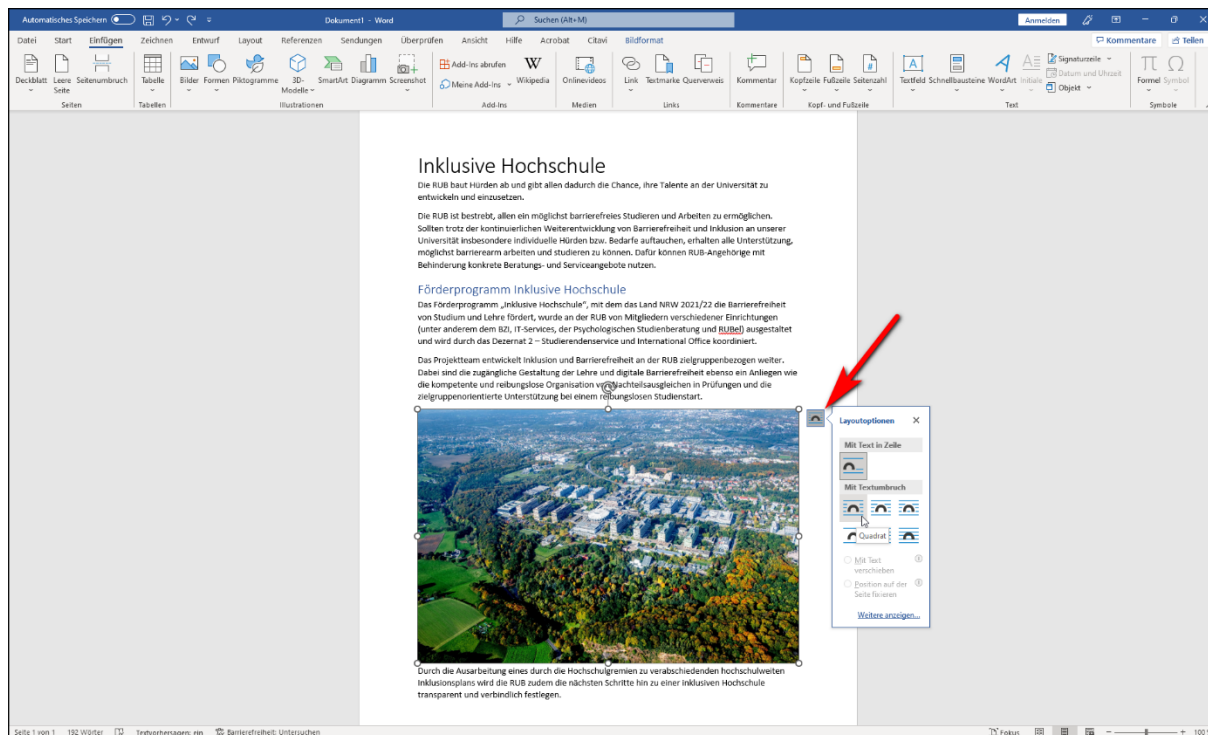 Automatisches Speichern
Dokument1 - Word
Suchen (Alt+M)
Anmelden
Datei Start Einfügen Zeichnen Entwurf Layout Referenzen Sendungen Überprüfen Ansicht Hilfe Acrobat Citavi Bildformat
Kommentare Teilen
Deckblatt Leere Seite Seitenumbruch
Tabelle
Bilder Formen Piktogramme 3D-Modelle SmartArt Diagramm Screenshot
Add-Ins abrufen
Meine Add-Ins
Wikipedia
Onlinevideos
Link Textmarke Querverweis
Kommentar
Kopfzeile Fußzeile Seitenzahl
Textfeld Schnellbausteine WordArt Initiale
Signaturzeile
Datum und Uhrzeit
Objekt
Formel Symbol
Seiten Tabellen Illustrationen Add-Ins Medien Links Kommentare Kopf- und Fußzeile Text Symbole
Inklusive Hochschule
Die RUB baut Hürden ab und gibt allen dadurch die Chance, ihre Talente an der Universität zu
entwickeln und einzusetzen.
Die RUB ist bestrebt, allen ein möglichst barrierefreies Studieren und Arbeiten zu ermöglichen.
Sollten trotz der kontinuierlichen Weiterentwicklung von Barrierefreiheit und Inklusion an unserer
Universität insbesondere individuelle Hürden bzw. Bedarfe auftauchen, erhalten alle Unterstützung,
möglichst barrierearm arbeiten und studieren zu können. Dafür können RUB-Angehörige mit
Behinderung konkrete Beratungs- und Serviceangebote nutzen.
Förderprogramm Inklusive Hochschule
Das Förderprogramm „Inklusive Hochschule“, mit dem das Land NRW 2021/22 die Barrierefreiheit
von Studium und Lehre fördert, wurde an der RUB von Mitgliedern verschiedener Einrichtungen
(unter anderem dem BZI, IT-Services, der Psychologischen Studienberatung und RUBel) ausgestaltet
und wird durch das Dezernat 2 – Studierendenservice und International Office koordiniert.
Das Projektteam entwickelt Inklusion und Barrierefreiheit an der RUB zielgruppenbezogen weiter.
Dabei sind die zugängliche Gestaltung der Lehre und digitale Barrierefreiheit ebenso ein Anliegen wie
die kompetente und reibungslose Organisation von Nachteilsausgleichen in Prüfungen und die
zielgruppenorientierte Unterstützung bei einem reibungslosen Studienstart.
Layoutoptionen
Mit Text in Zeile
Mit Textumbruch
Quadrat
Mit Text
verschieben
Position auf der
Seite fixieren
Weitere anzeigen...
Durch die Ausarbeitung eines durch die Hochschulgremien zu verabschiedenden hochschulweiten
Inklusionsplans wird die RUB zudem die nächsten Schritte hin zu einer inklusiven Hochschule
transparent und verbindlich festlegen.
Seite 1 von 1 192 Wörter Textvorhersagen: ein Barrierefreiheit: Untersuchen
Fokus
100 %